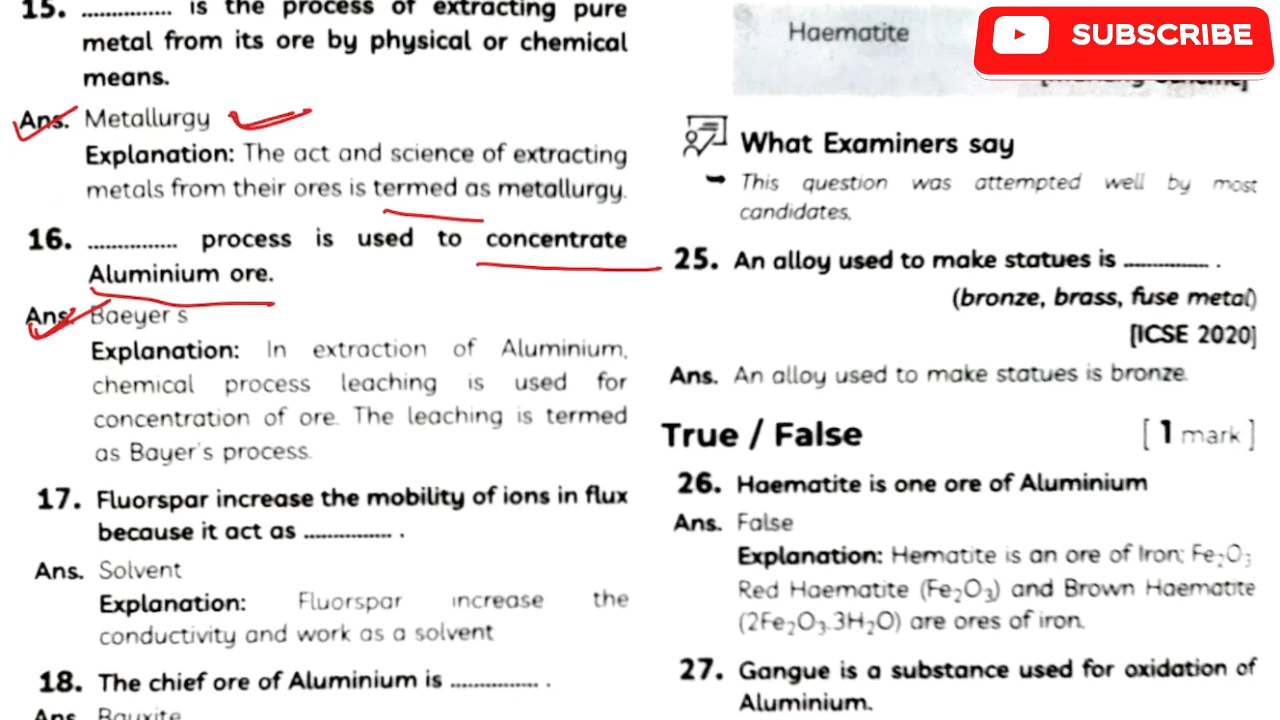 15. ............... is the process of extracting pure
metal from its ore by physical or chemical
means.
Ans. Metallurgy
Explanation: The act and science of extracting
metals from their ores is termed as metallurgy.
16. ............... process is used to concentrate
Aluminium ore.
Ans. Baeyer s
Explanation: In extraction of Aluminium,
chemical process leaching is used for
concentration of ore. The leaching is termed
as Bayer's process.
17. Fluorspar increase the mobility of ions in flux
because it act as ............... .
Ans. Solvent
Explanation: Fluorspar increase the
conductivity and work as a solvent
18. The chief ore of Aluminium is ............... .
Ans. Bauxite
Haematite
SUBSCRIBE
What Examiners say
This question was attempted well by most
candidates.
25. An alloy used to make statues is ............... .
(bronze, brass, fuse metal)
[ICSE 2020]
Ans. An alloy used to make statues is bronze.
True / False [ 1 mark ]
26. Haematite is one ore of Aluminium
Ans. False
Explanation: Hematite is an ore of Iron; Fe₂O₃
Red Haematite (Fe₂O₃) and Brown Haematite
(2Fe₂O₃.3H₂O) are ores of iron.
27. Gangue is a substance used for oxidation of
Aluminium.